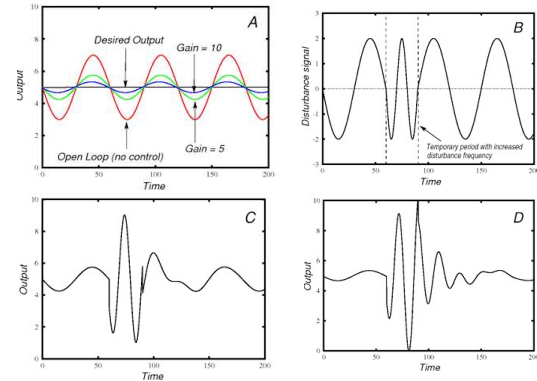 A
Desired Output
Gain = 10
Output
Open Loop (no control)
Gain = 5
10
8
6
4
2
0
0
50
100
150
200
Time
B
Disturbance signal
3
2
1
0
-1
-2
-3
Temporary period with increased
disturbance frequency
0
50
100
150
200
Time
C
Output
10
8
6
4
2
0
0
50
100
150
200
Time
D
Output
10
8
6
4
2
0
0
50
100
150
200
Time